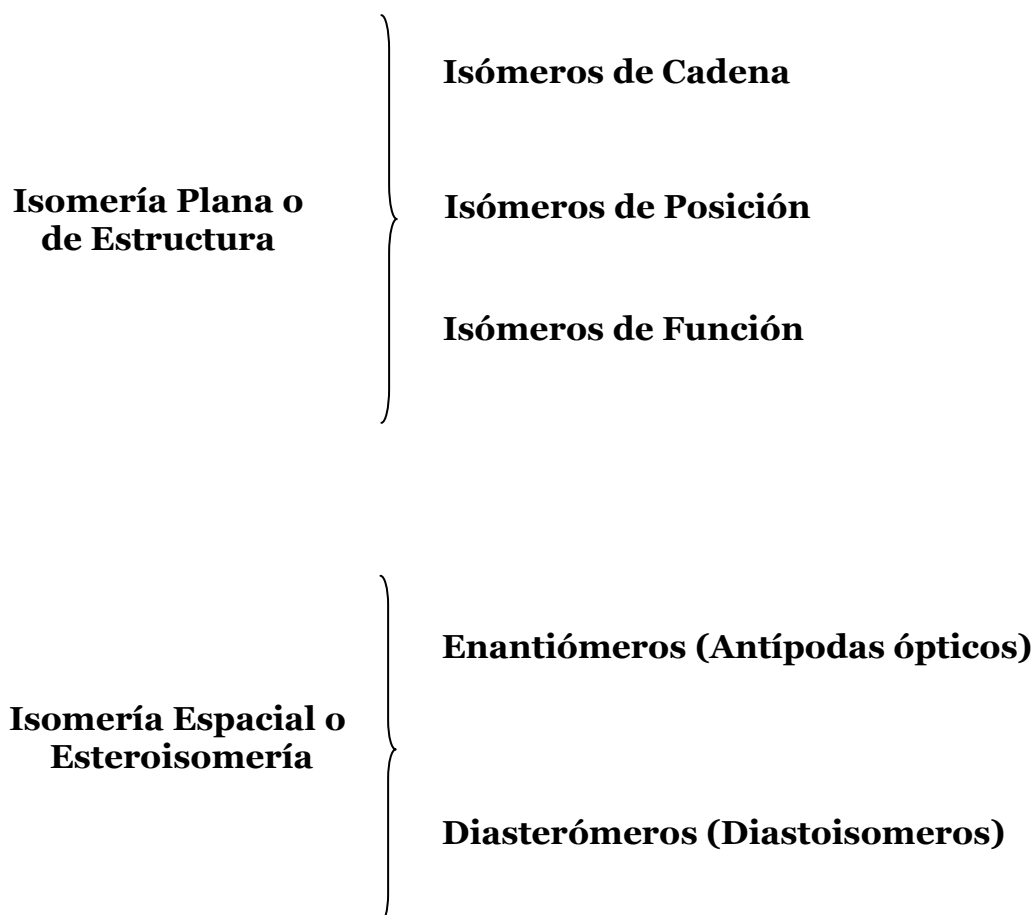 Isomería Plana o
de Estructura
Isómeros de Cadena
Isómeros de Posición
Isómeros de Función
Isomería Espacial o
Esteroisomería
Enantiómeros (Antípodas ópticos)
Diasterómeros (Diastoisomeros)